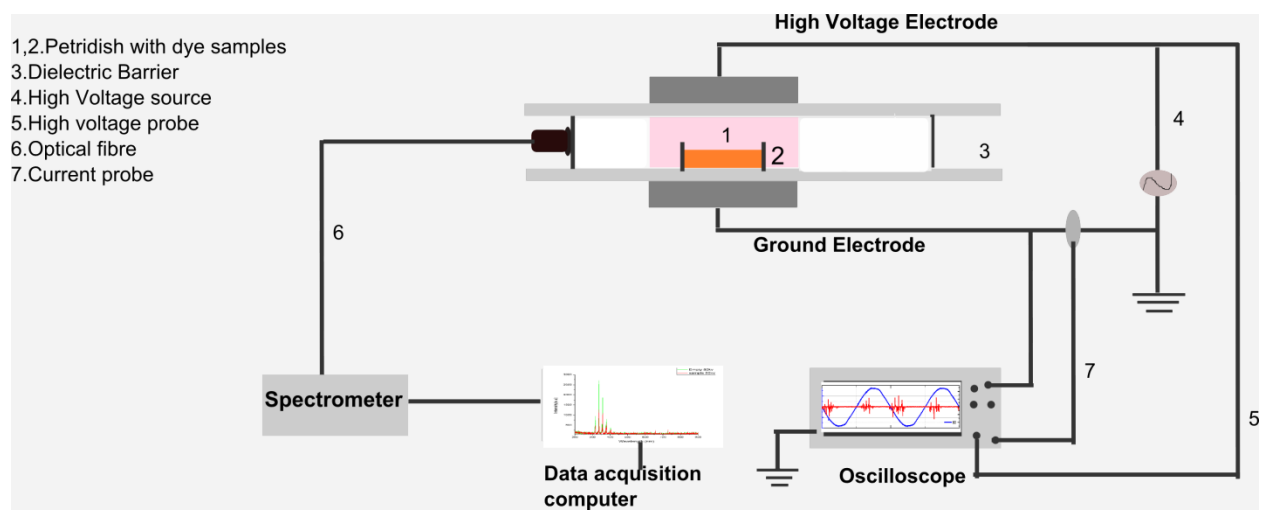 High Voltage Electrode
1,2.Petridish with dye samples
3.Dielectric Barrier
4.High Voltage source
5.High voltage probe
6.Optical fibre
7.Current probe
1
2
3
4
6
Ground Electrode
7
5
Spectrometer
Oscilloscope
Data acquisition
computer